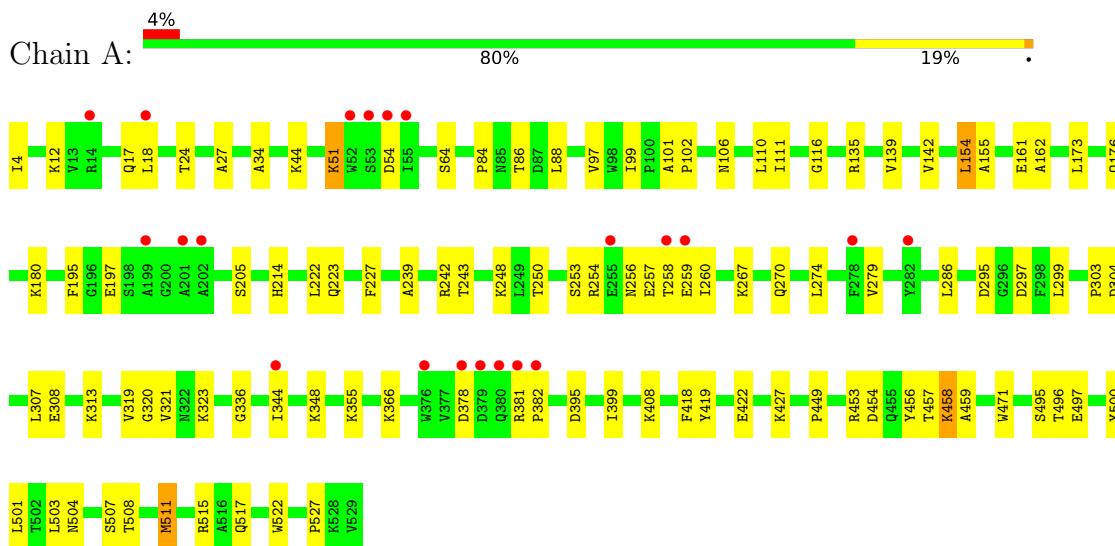 4%
Chain A:
80% 19% •
I4 K12 V13 R14 Q17 L18 T24 A27 A34 K44 K51 W52 S53 D54 I55 S64 P84 N85 T86 D87 L88 V97 W98 I99 P100 A101 P102 N106 L110 I111 G116 R135 V139 V142 L154 A155 E161 A162 L173
K180 F195 G196 E197 S198 A199 G200 A201 A202 S205 H214 L222 Q223 F227 A239 R242 T243 K248 L249 T250 S253 R254 E255 N256 E257 T258 E259 I260 K267 Q270 L274 F278 V279 Y282 L286 D295 G296 D297 F298 L299 P303
L307 E308 K313 V319 G320 V321 N322 K323 G336 I344 K348 K355 K366 W376 V377 D378 D379 Q380 R381 P382 D395 I399 K408 F418 Y419 E422 K427 P449 R453 D454 Q455 Y456 T457 K458 A459 W471 S495 T496 E497
L501 T502 L503 N504 S507 T508 M511 R515 A516 Q517 W522 P527 K528 V529